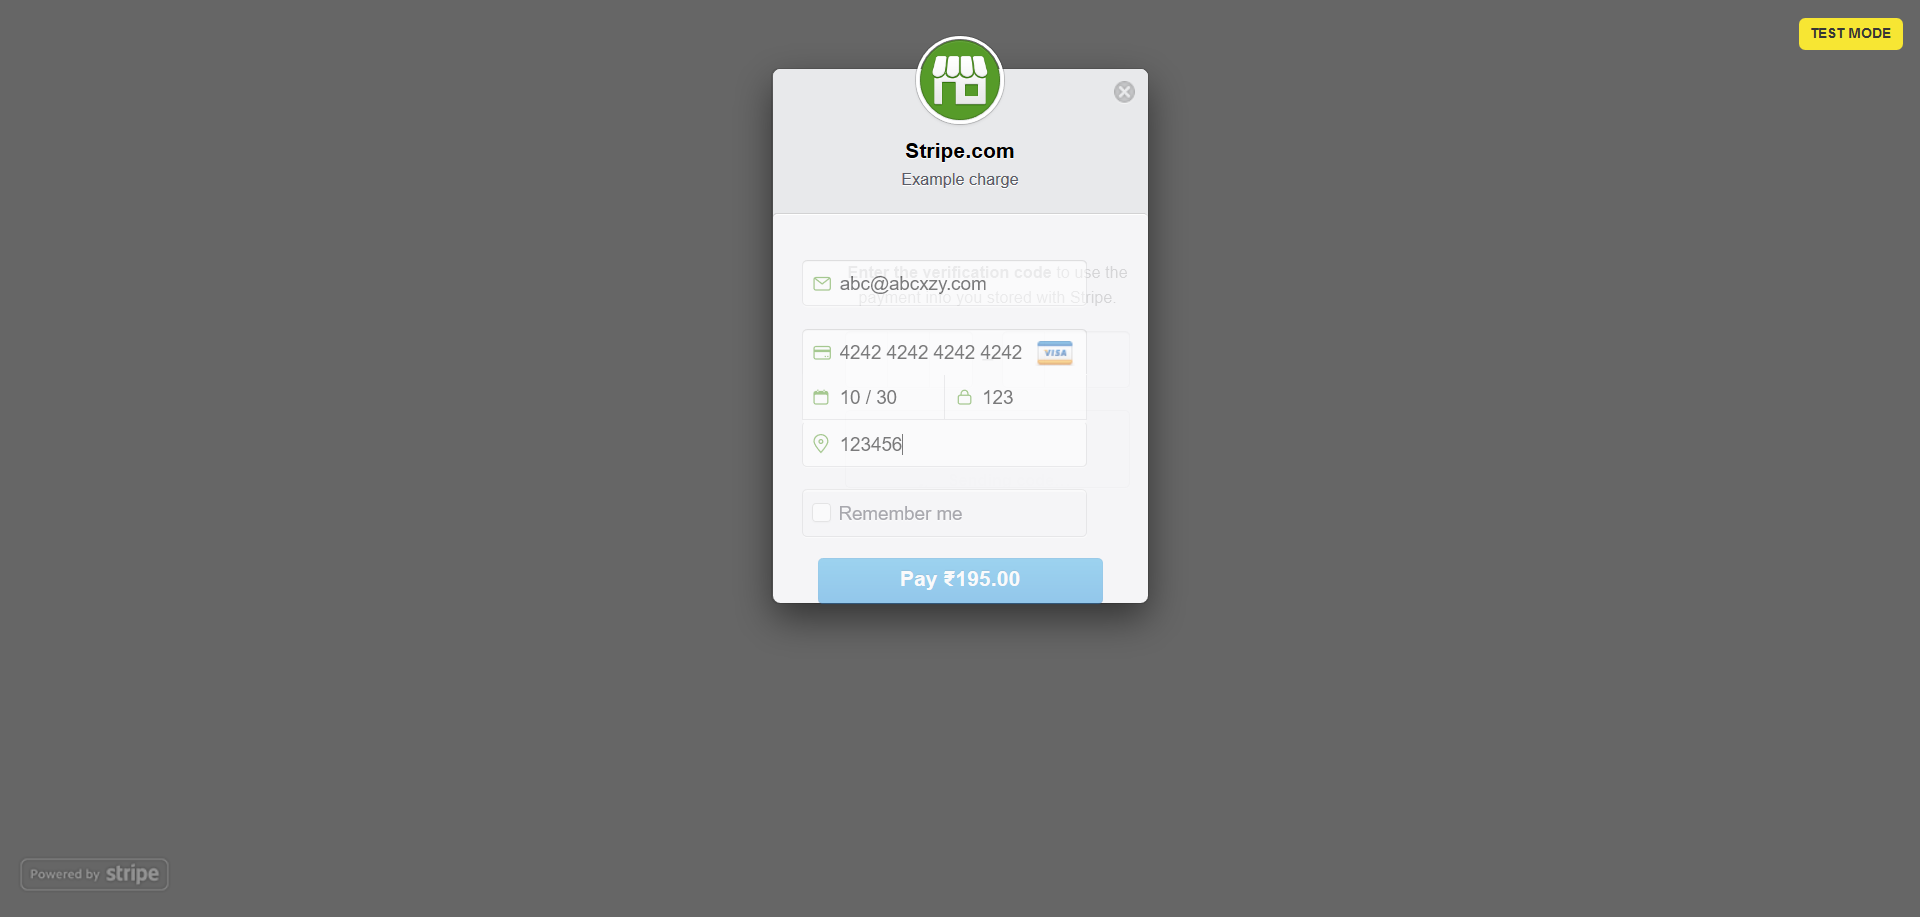 TEST MODE
Stripe.com
Example charge
Enter the verification code to use the
payment info you stored with Stripe.
abc@abcxzy.com
4242 4242 4242 4242 VISA
10 / 30 123
123456
Remember me
Pay ₹195.00
Powered by stripe